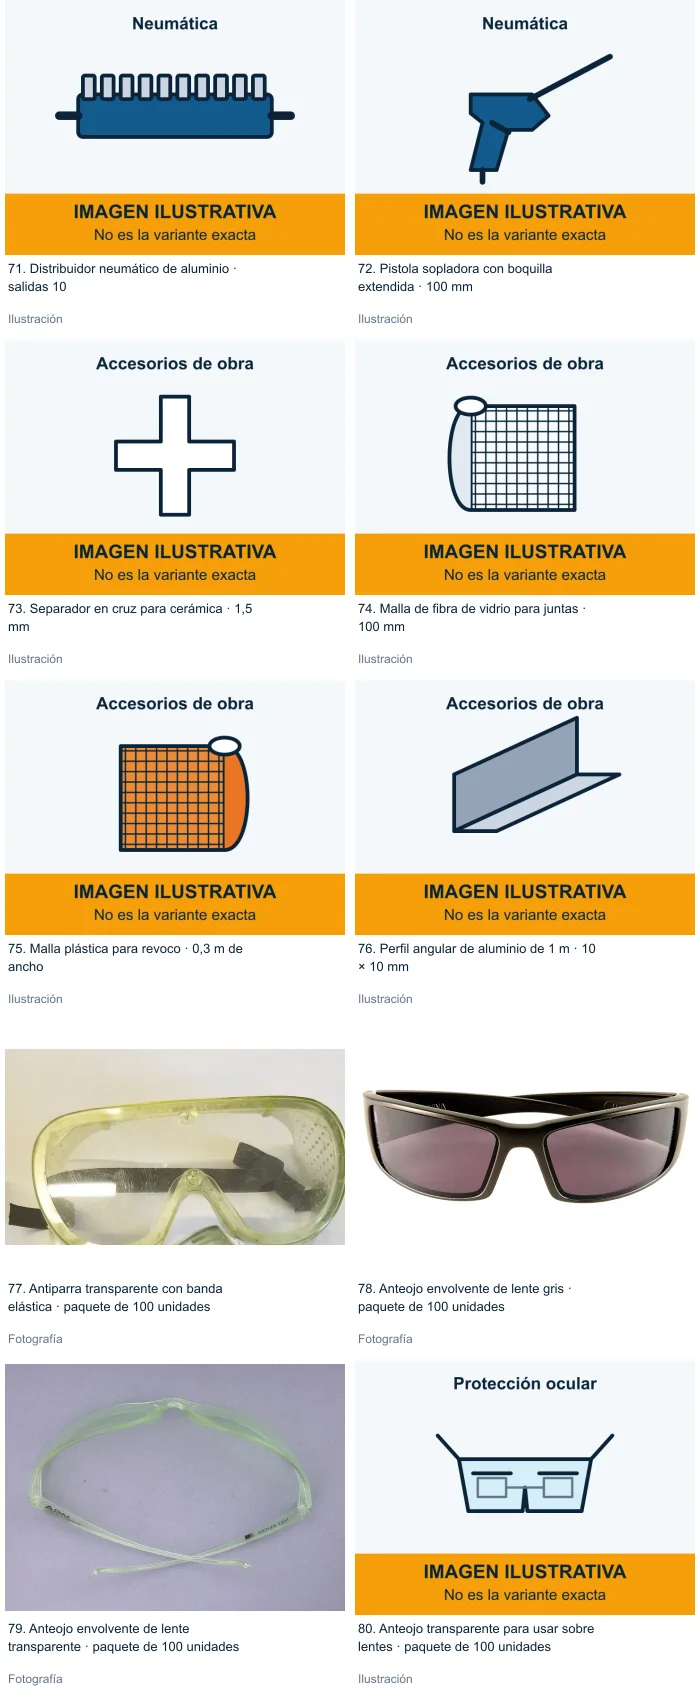 Neumática
IMAGEN ILUSTRATIVA
No es la variante exacta
71. Distribuidor neumático de aluminio ·
salidas 10
Ilustración
Neumática
IMAGEN ILUSTRATIVA
No es la variante exacta
72. Pistola sopladora con boquilla
extendida · 100 mm
Ilustración
Accesorios de obra
IMAGEN ILUSTRATIVA
No es la variante exacta
73. Separador en cruz para cerámica · 1,5
mm
Ilustración
Accesorios de obra
IMAGEN ILUSTRATIVA
No es la variante exacta
74. Malla de fibra de vidrio para juntas ·
100 mm
Ilustración
Accesorios de obra
IMAGEN ILUSTRATIVA
No es la variante exacta
75. Malla plástica para revoco · 0,3 m de
ancho
Ilustración
Accesorios de obra
IMAGEN ILUSTRATIVA
No es la variante exacta
76. Perfil angular de aluminio de 1 m · 10
× 10 mm
Ilustración
77. Antiparra transparente con banda
elástica · paquete de 100 unidades
Fotografía
78. Anteojo envolvente de lente gris ·
paquete de 100 unidades
Fotografía
79. Anteojo envolvente de lente
transparente · paquete de 100 unidades
Fotografía
Protección ocular
IMAGEN ILUSTRATIVA
No es la variante exacta
80. Anteojo transparente para usar sobre
lentes · paquete de 100 unidades
Ilustración